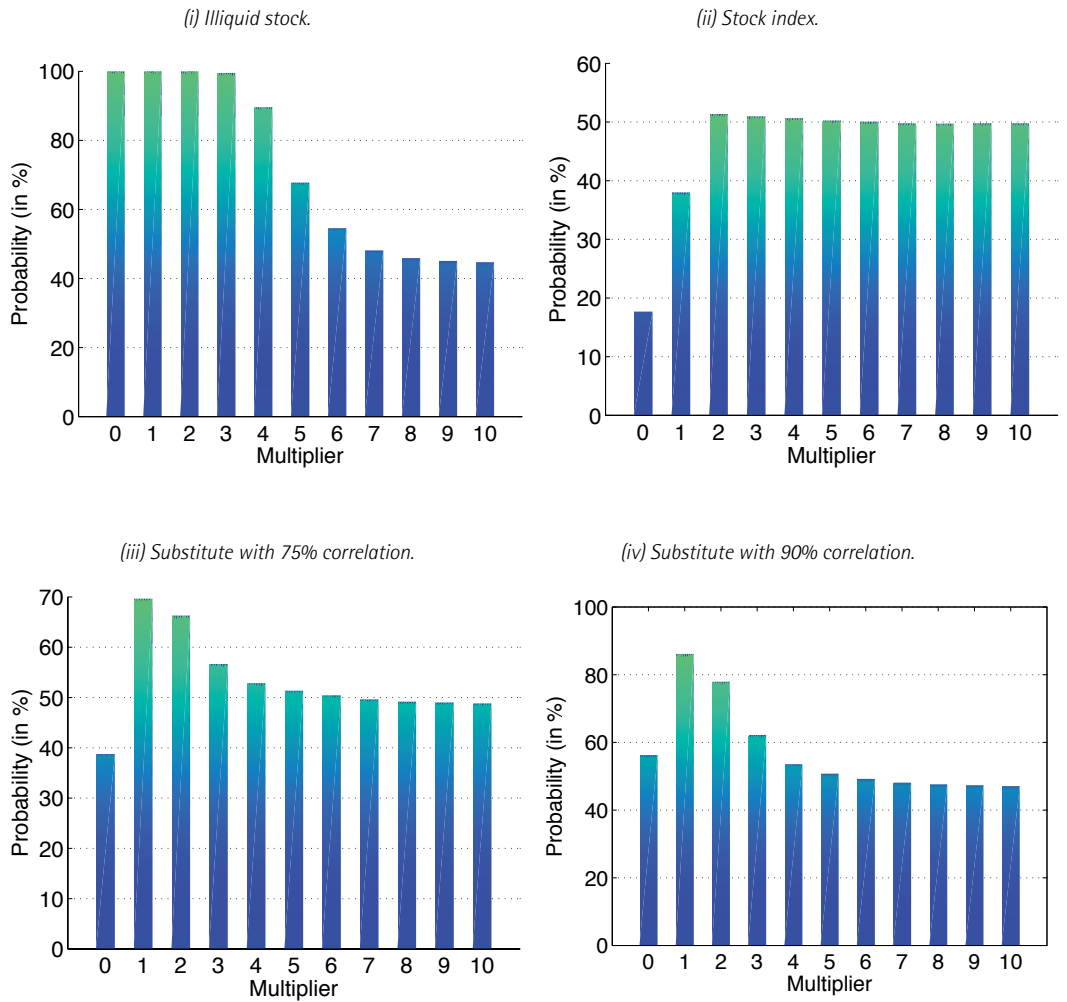 (i) Illiquid stock.
Probability (in %)
100
80
60
40
20
0
0 1 2 3 4 5 6 7 8 9 10
Multiplier
(ii) Stock index.
Probability (in %)
60
50
40
30
20
10
0
0 1 2 3 4 5 6 7 8 9 10
Multiplier
(iii) Substitute with 75% correlation.
Probability (in %)
70
60
50
40
30
20
10
0
0 1 2 3 4 5 6 7 8 9 10
Multiplier
(iv) Substitute with 90% correlation.
Probability (in %)
100
80
60
40
20
0
0 1 2 3 4 5 6 7 8 9 10
Multiplier